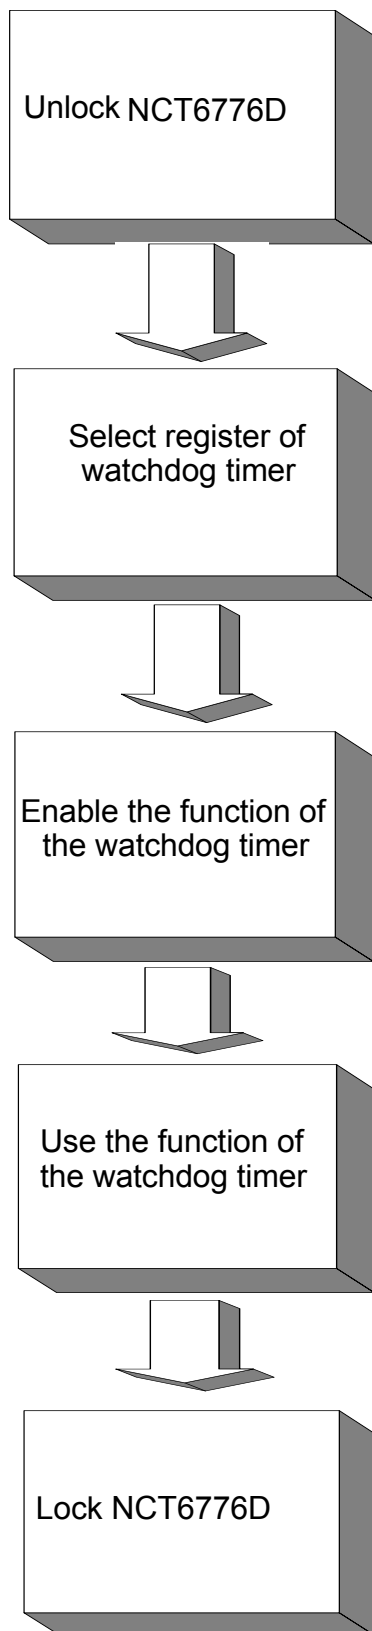 Unlock NCT6776D
Select register of
watchdog timer
Enable the function of
the watchdog timer
Use the function of
the watchdog timer
Lock NCT6776D